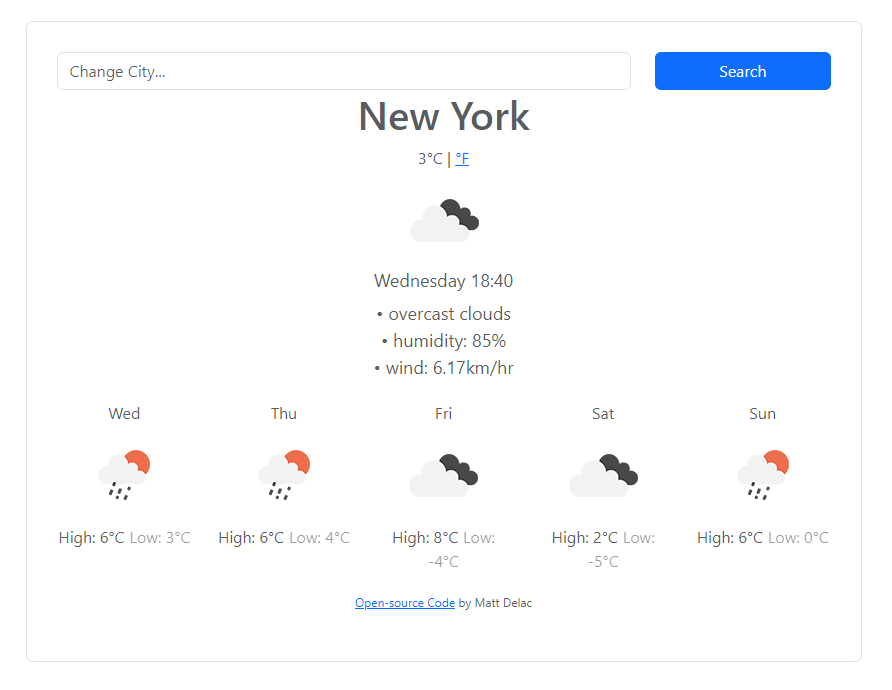 Change City... Search
New York
3°C | °F
Wednesday 18:40
• overcast clouds
• humidity: 85%
• wind: 6.17km/hr
Wed Thu Fri Sat Sun
High: 6°C Low: 3°C High: 6°C Low: 4°C High: 8°C Low: High: 2°C Low: High: 6°C Low: 0°C
-4°C -5°C
Open-source Code by Matt Delac